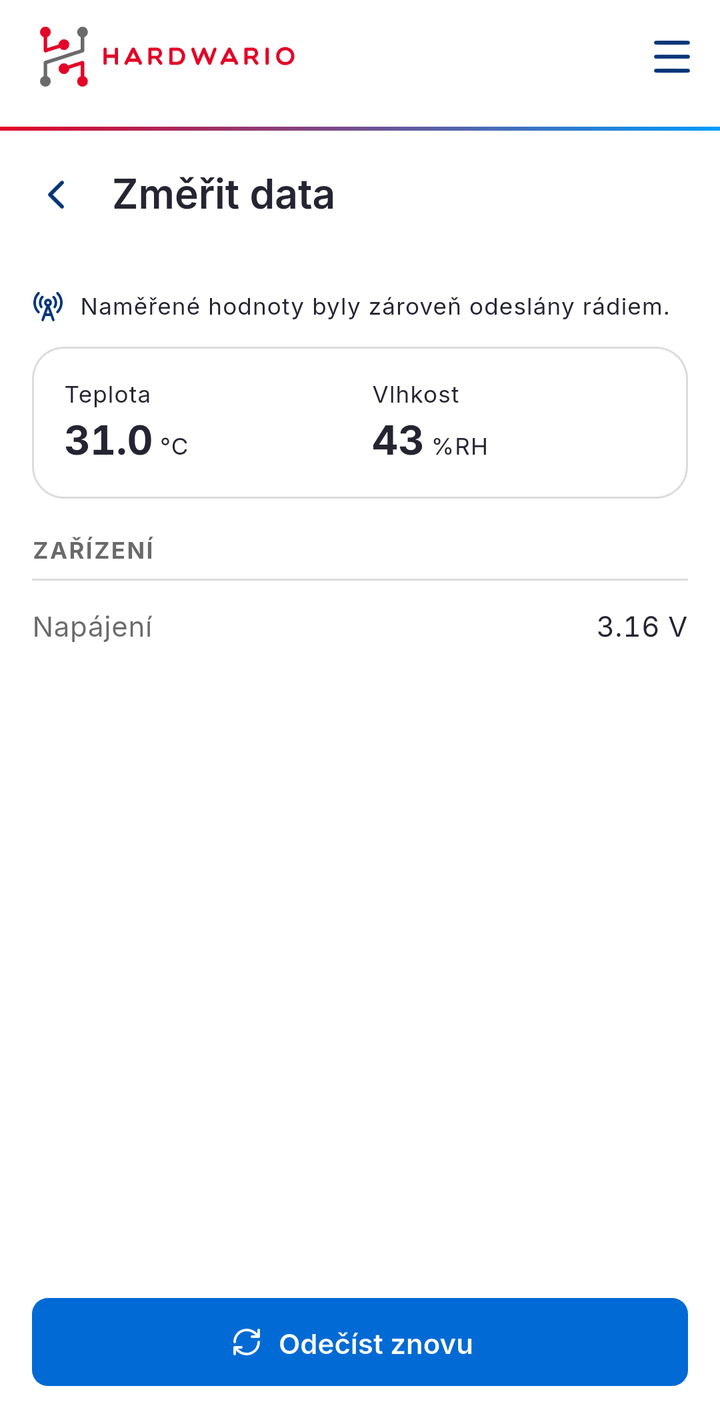 HARDWARIO
Změřit data
Naměřené hodnoty byly zároveň odeslány rádiem.
Teplota
31.0 °C
Vlhkost
43 %RH
ZAŘÍZENÍ
Napájení 3.16 V
Odečíst znovu